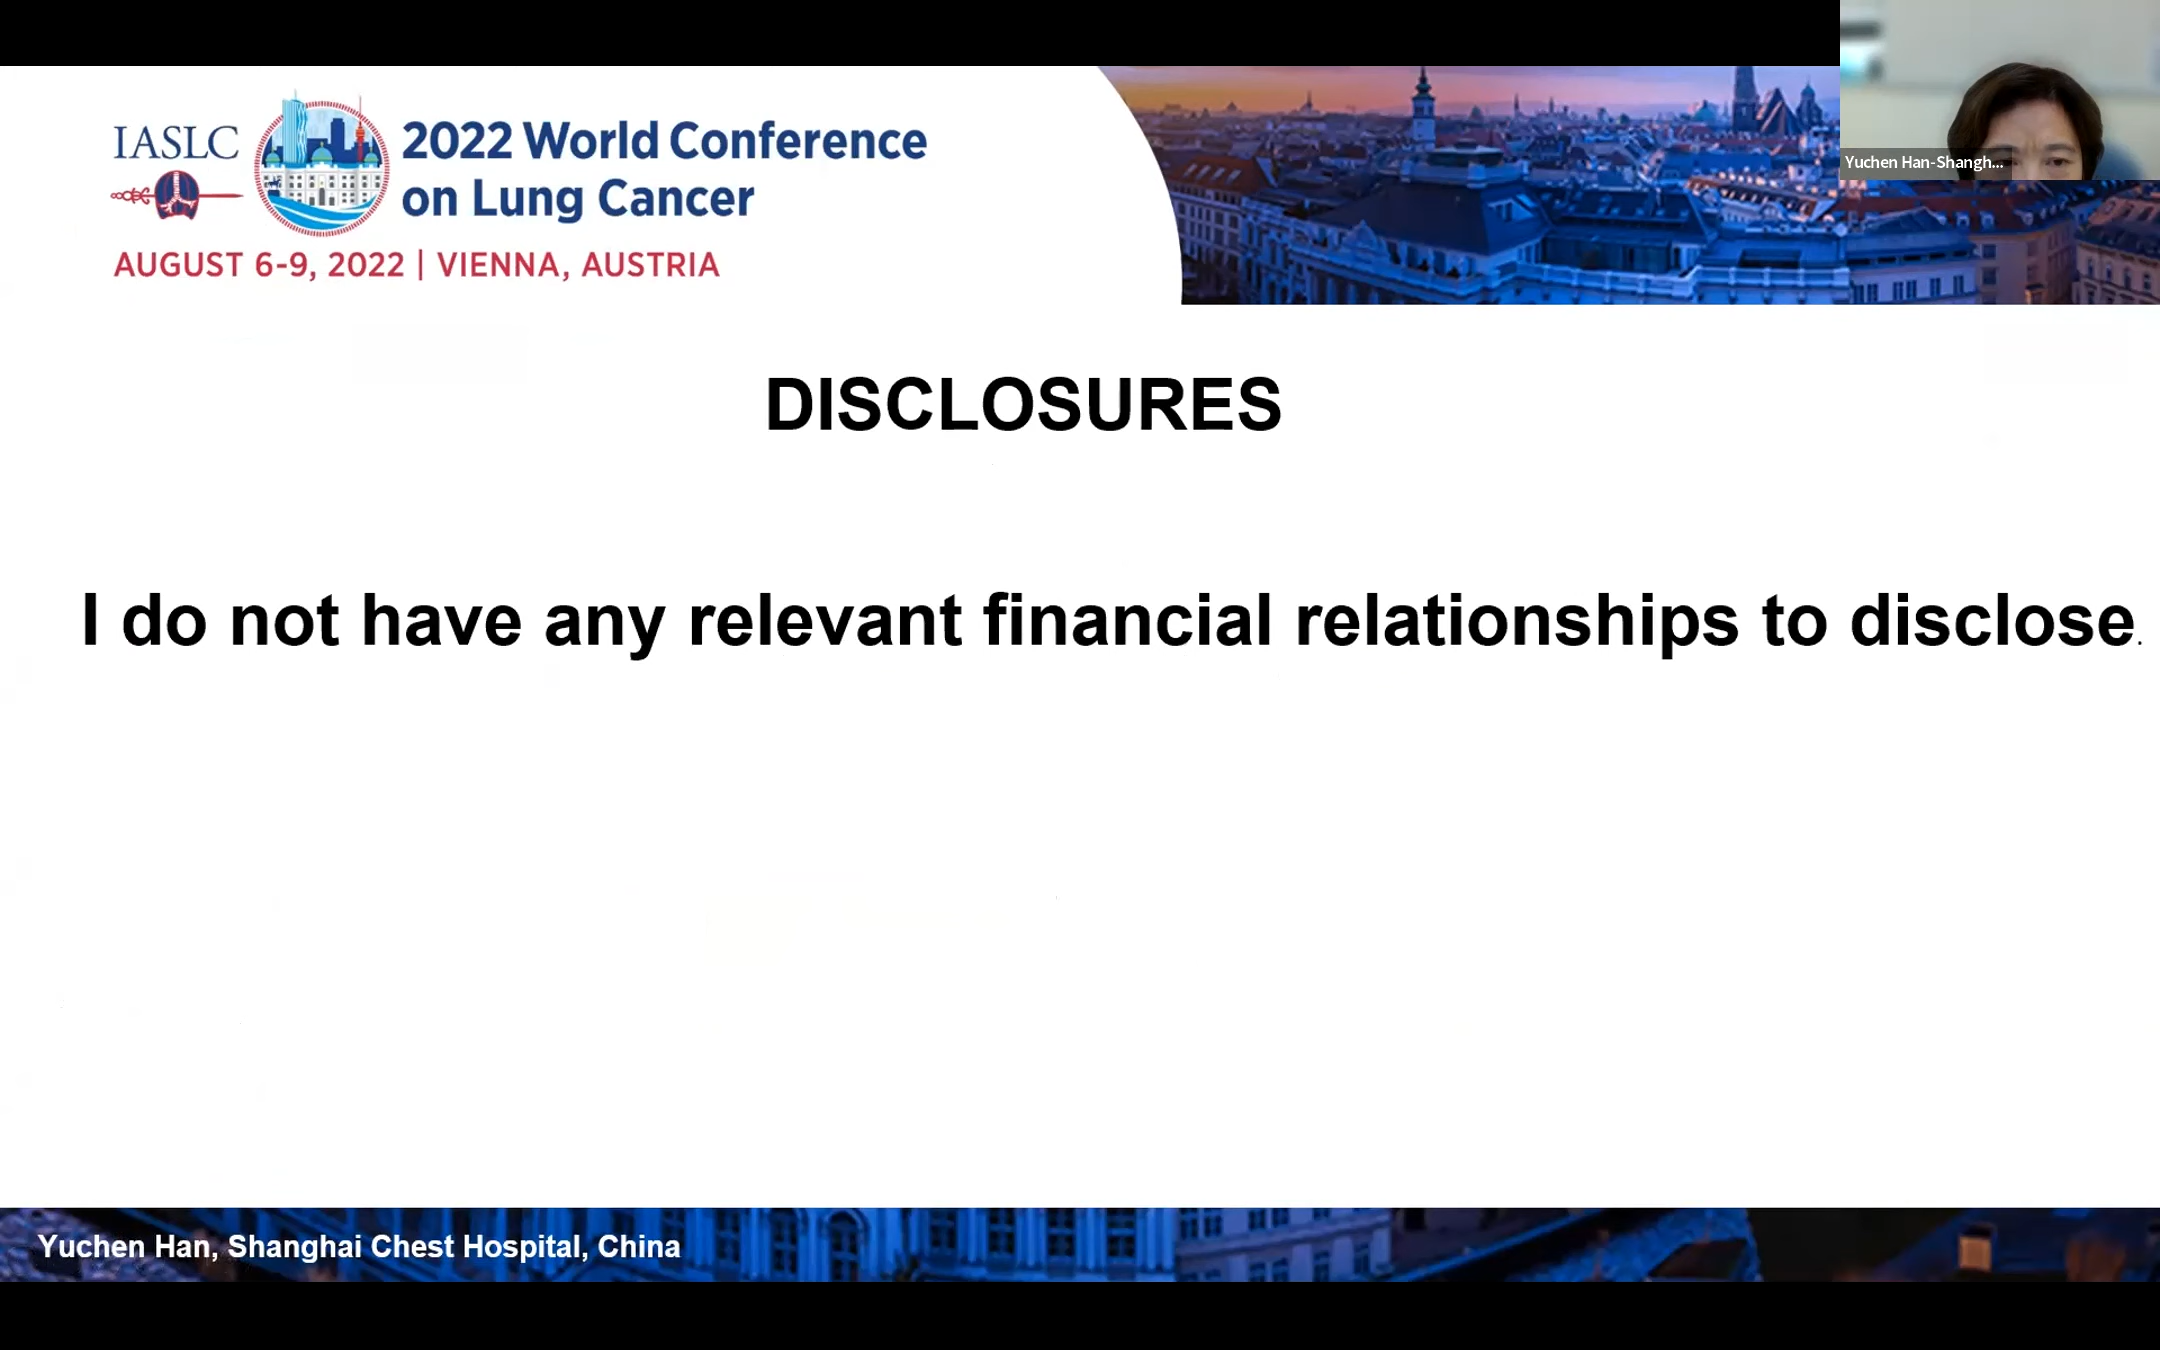 IASLC
2022 World Conference
on Lung Cancer
AUGUST 6-9, 2022 | VIENNA, AUSTRIA
Yuchen Han-Shangh...
DISCLOSURES
I do not have any relevant financial relationships to disclose.
Yuchen Han, Shanghai Chest Hospital, China